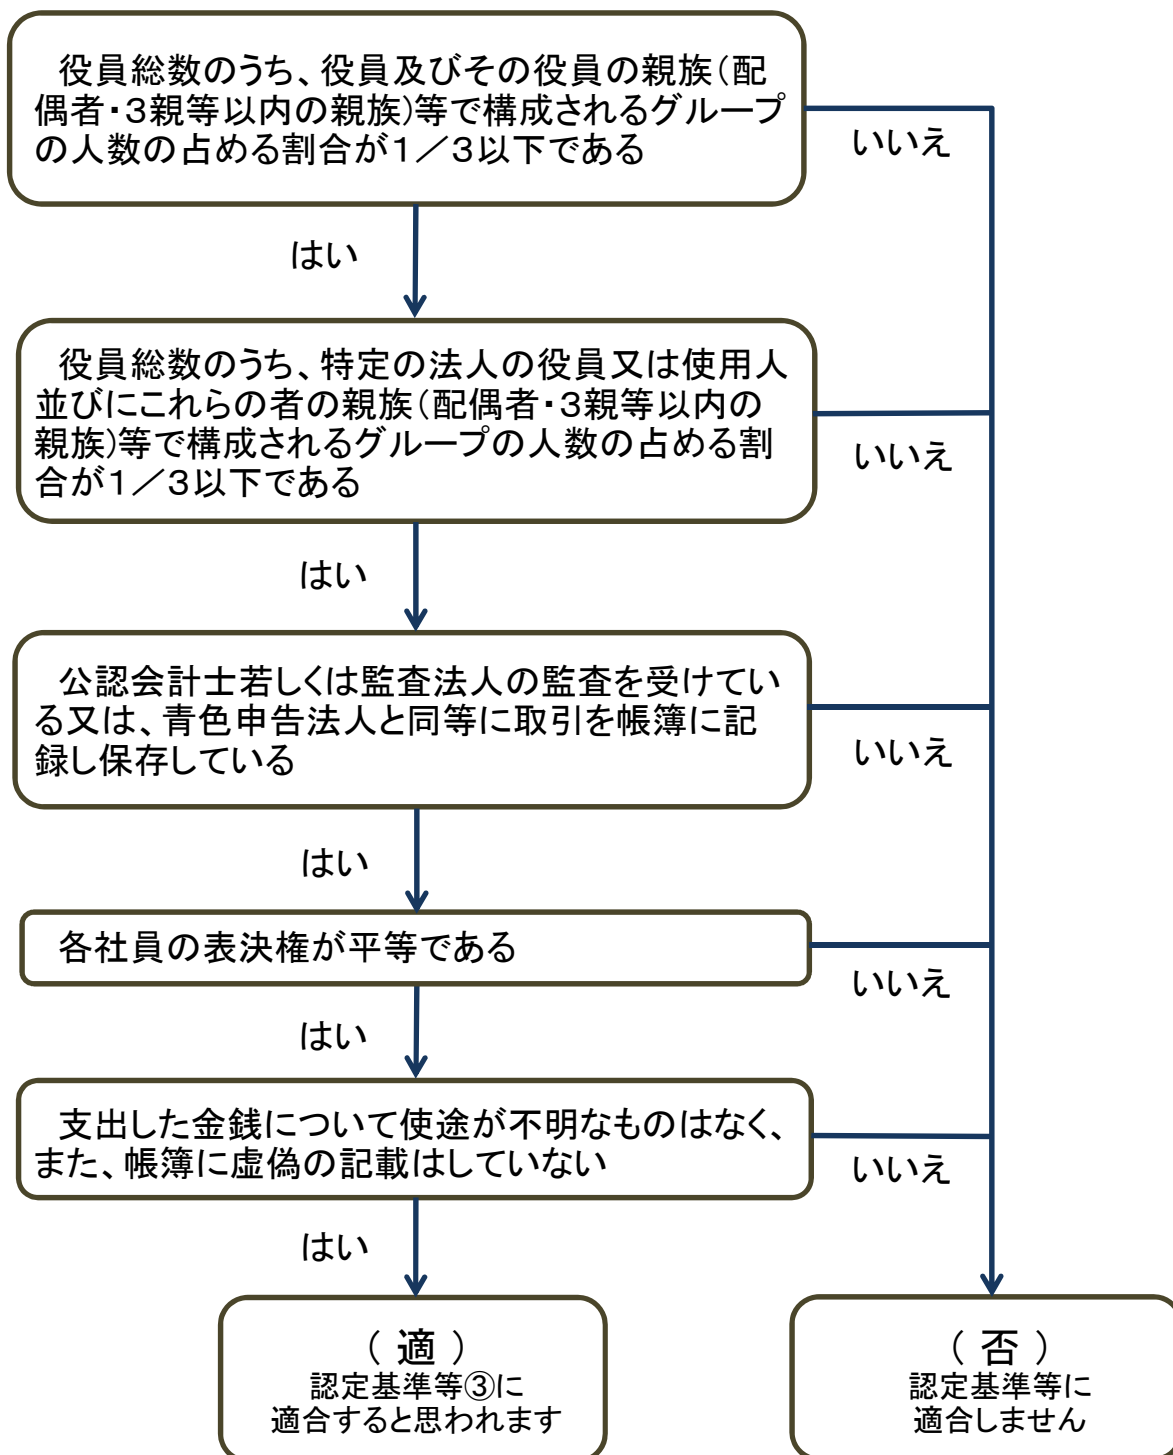 役員総数のうち、役員及びその役員の親族(配
偶者・3親等以内の親族)等で構成されるグループ
の人数の占める割合が1/3以下である
いいえ
はい
役員総数のうち、特定の法人の役員又は使用人
並びにこれらの者の親族(配偶者・3親等以内の
親族)等で構成されるグループの人数の占める割
合が1/3以下である
いいえ
はい
公認会計士若しくは監査法人の監査を受けてい
る又は、青色申告法人と同等に取引を帳簿に記
録し保存している
いいえ
はい
各社員の表決権が平等である
いいえ
はい
支出した金銭について使途が不明なものはなく、
また、帳簿に虚偽の記載はしていない
いいえ
はい
(適)
認定基準等③に
適合すると思われます
(否)
認定基準等に
適合しません